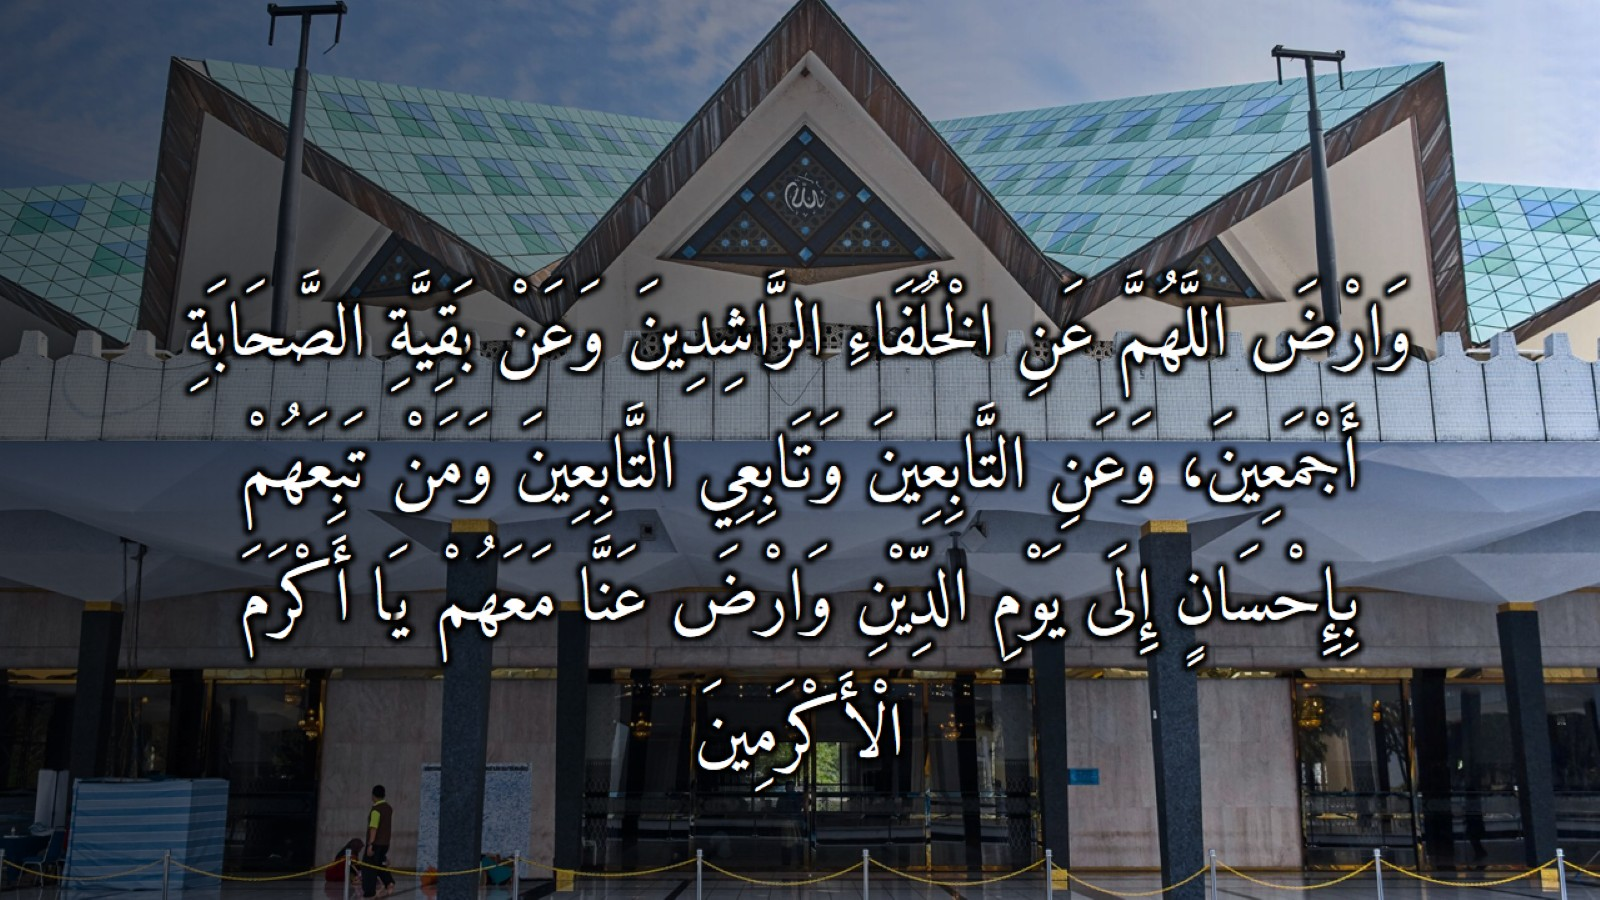 الله
وَارْضَ اللَّهُمَّ عَنِ الْخُلَفَاءِ الرَّاشِدِينَ وَعَنْ بَقِيَّةِ الصَّحَابَةِ
أَجْمَعِينَ، وَعَنِ التَّابِعِينَ وَتَابِعِي التَّابِعِينَ وَمَنْ تَبِعَهُمْ
بِإِحْسَانٍ إِلَى يَوْمِ الدِّيْنِ وَارْضَ عَنَّا مَعَهُمْ يَا أَكْرَمَ
الْأَكْرَمِينَ